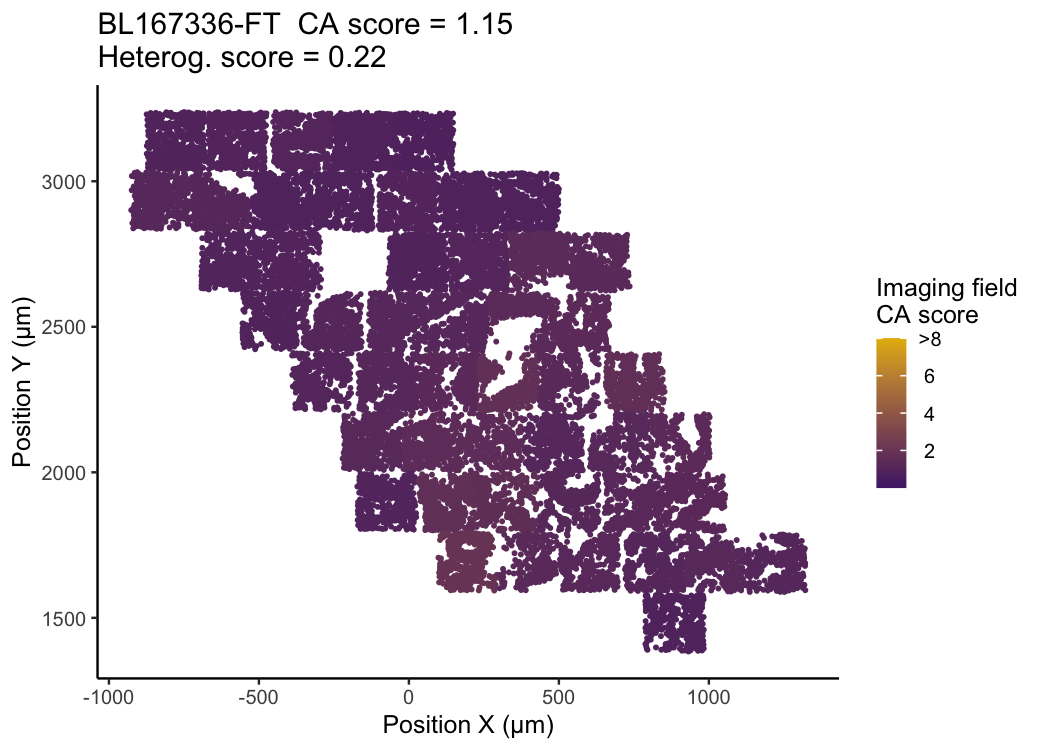 BL167336-FT  CA score = 1.15
Heterog. score = 0.22
Position Y (µm)
3000
2500
2000
1500
-1000
-500
0
500
1000
Position X (µm)
Imaging field
CA score
>8
6
4
2